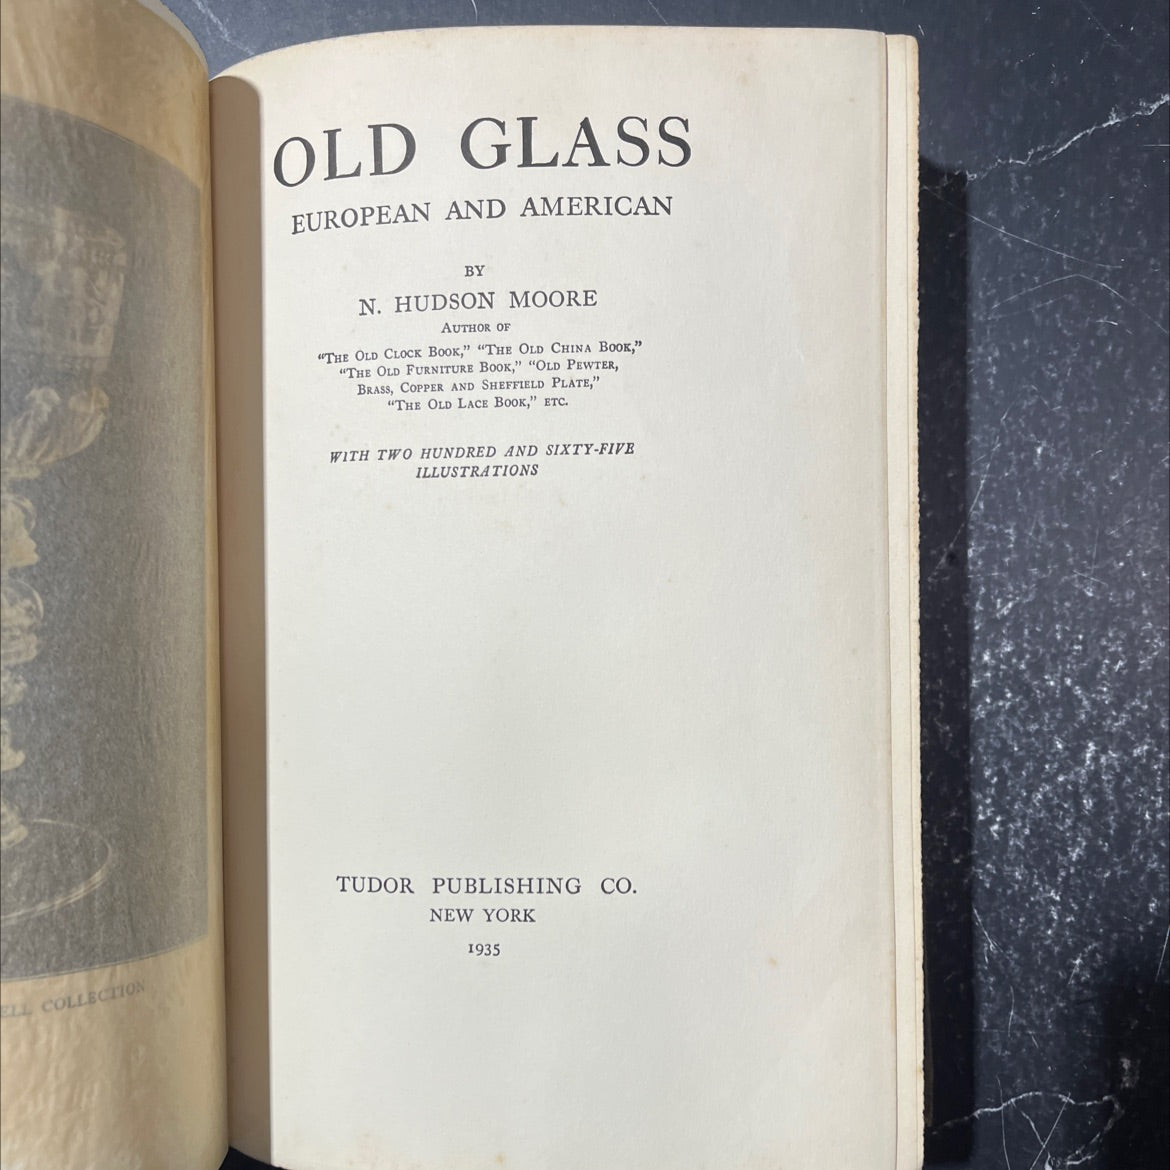 OLD GLASS
EUROPEAN AND AMERICAN
BY
N. HUDSON MOORE
AUTHOR OF
"THE OLD CLOCK BOOK," "THE OLD CHINA BOOK,"
"THE OLD FURNITURE BOOK," "OLD PEWTER,
BRASS, COPPER AND SHEFFIELD PLATE,"
"THE OLD LACE BOOK," ETC.
WITH TWO HUNDRED AND SIXTY-FIVE
ILLUSTRATIONS
TUDOR PUBLISHING CO.
NEW YORK
1935
COLLECTION